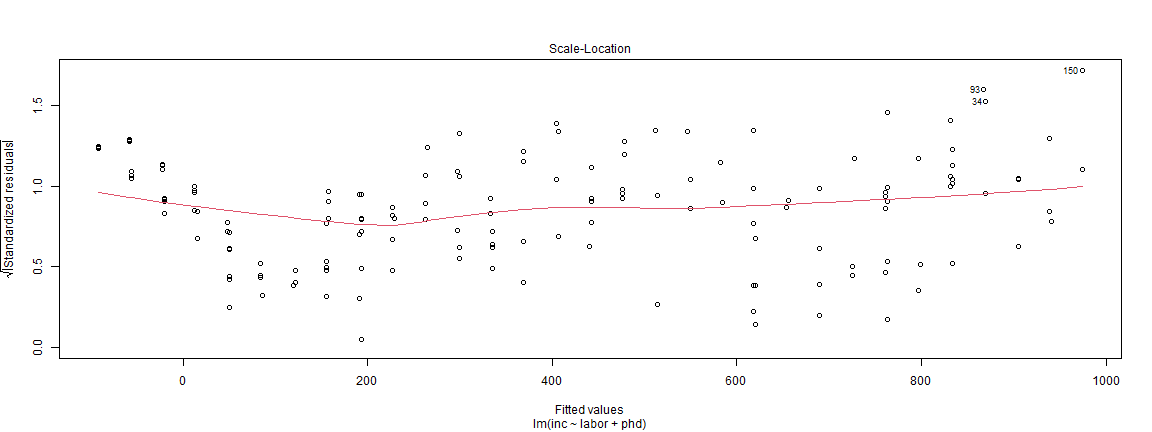 Scale-Location
√|Standardized residuals|
1.5
1.0
0.5
0.0
150
93
34
0 200 400 600 800 1000
Fitted values
lm(inc ~ labor + phd)